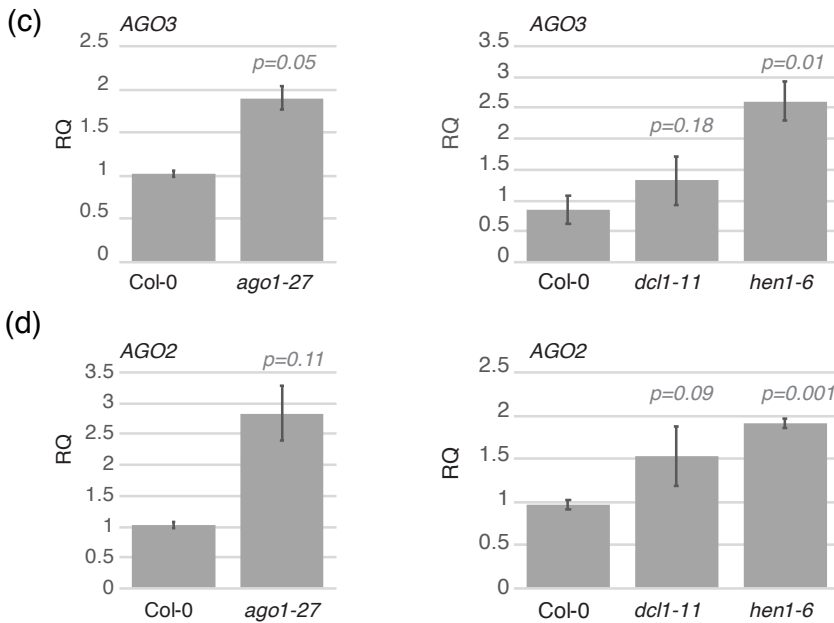 (c)
AGO3
2.5
2
1.5
1
0.5
0
RQ
p=0.05
Col-0 ago1-27
AGO3
3.5
3
2.5
2
1.5
1
0.5
0
RQ
p=0.18
p=0.01
Col-0 dcl1-11 hen1-6
(d)
AGO2
3.5
3
2.5
2
1.5
1
0.5
0
RQ
p=0.11
Col-0 ago1-27
AGO2
2.5
2
1.5
1
0.5
0
RQ
p=0.09 p=0.001
Col-0 dcl1-11 hen1-6